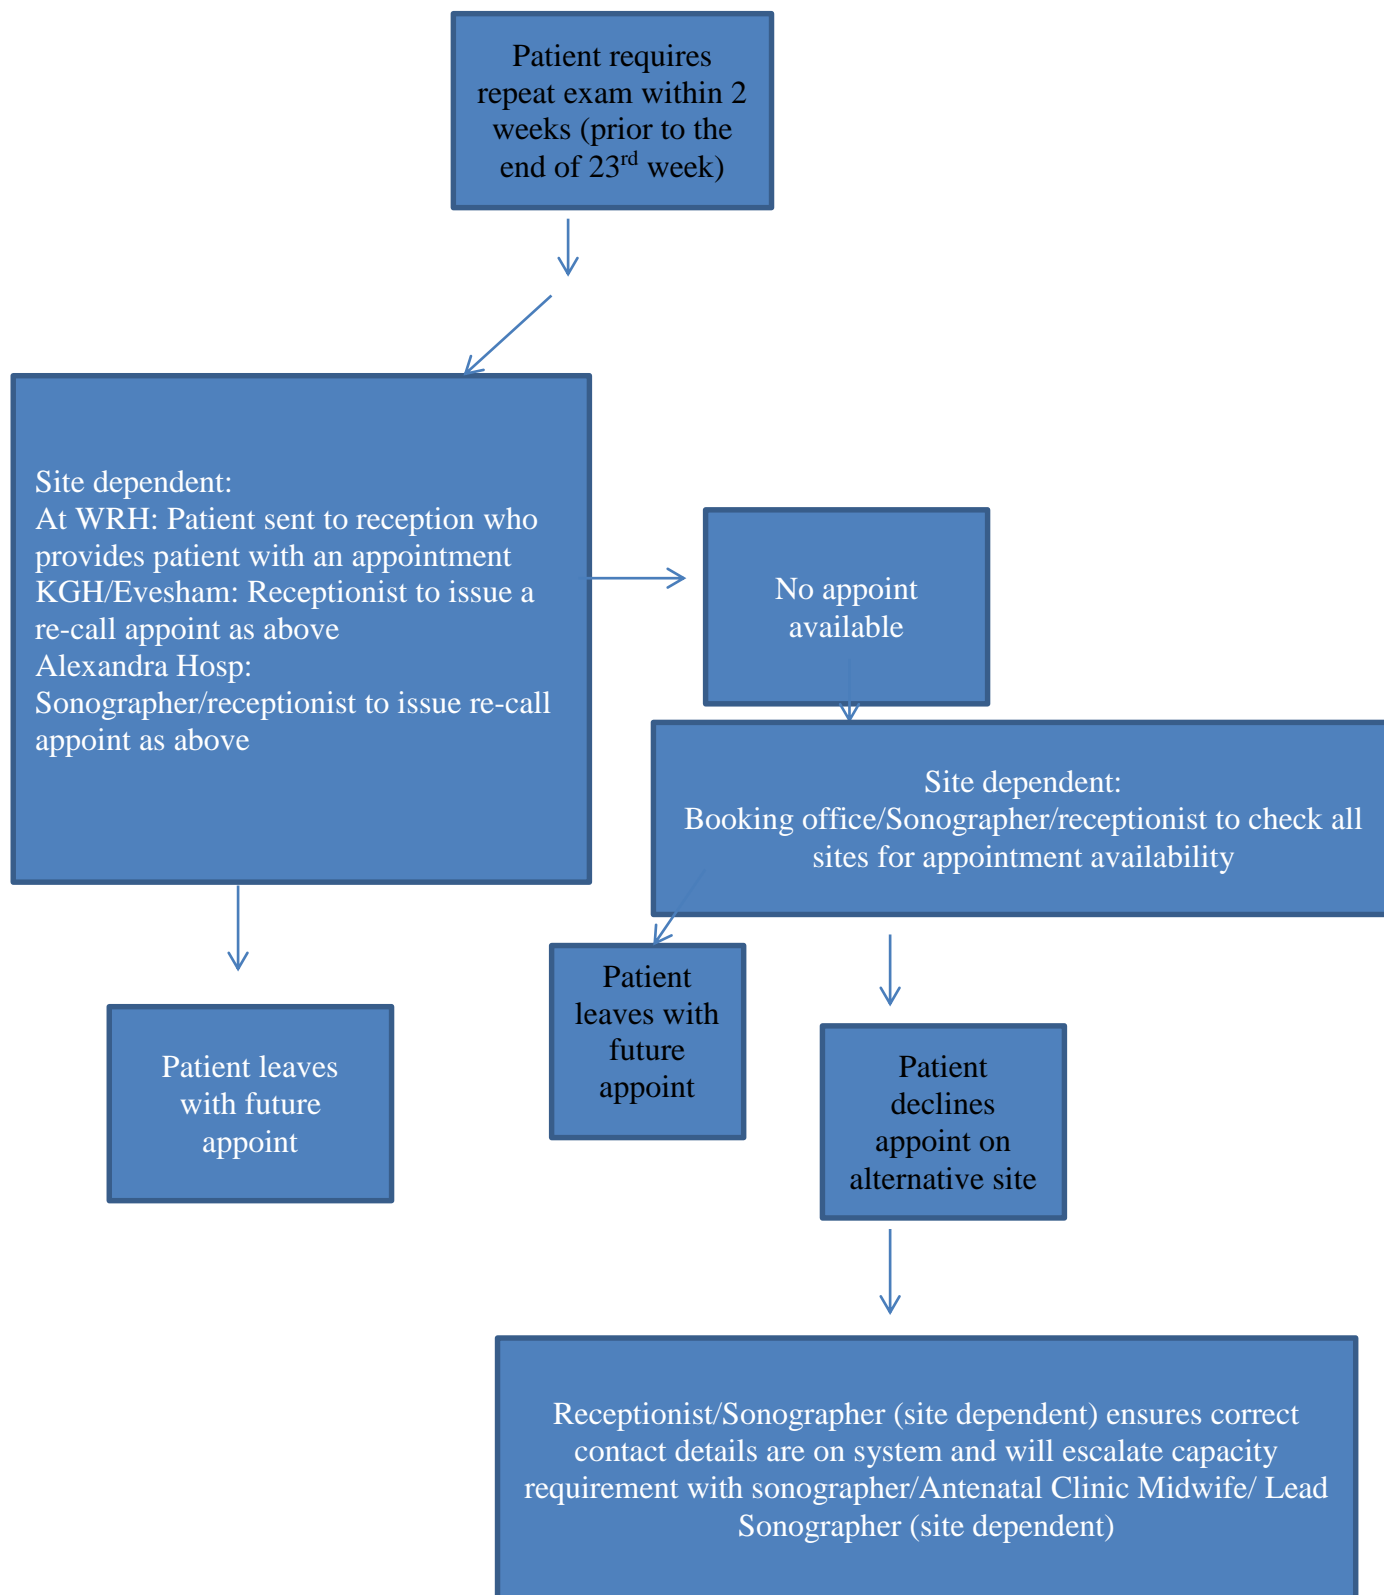 Patient requires
repeat exam within 2
weeks (prior to the
end of 23rd week)
Site dependent:
At WRH: Patient sent to reception who
provides patient with an appointment
KGH/Evesham: Receptionist to issue a
re-call appoint as above
Alexandra Hosp:
Sonographer/receptionist to issue re-call
appoint as above
No appoint
available
Site dependent:
Booking office/Sonographer/receptionist to check all
sites for appointment availability
Patient
leaves with
future
appoint
Patient leaves
with future
appoint
Patient
declines
appoint on
alternative site
Receptionist/Sonographer (site dependent) ensures correct
contact details are on system and will escalate capacity
requirement with sonographer/Antenatal Clinic Midwife/ Lead
Sonographer (site dependent)